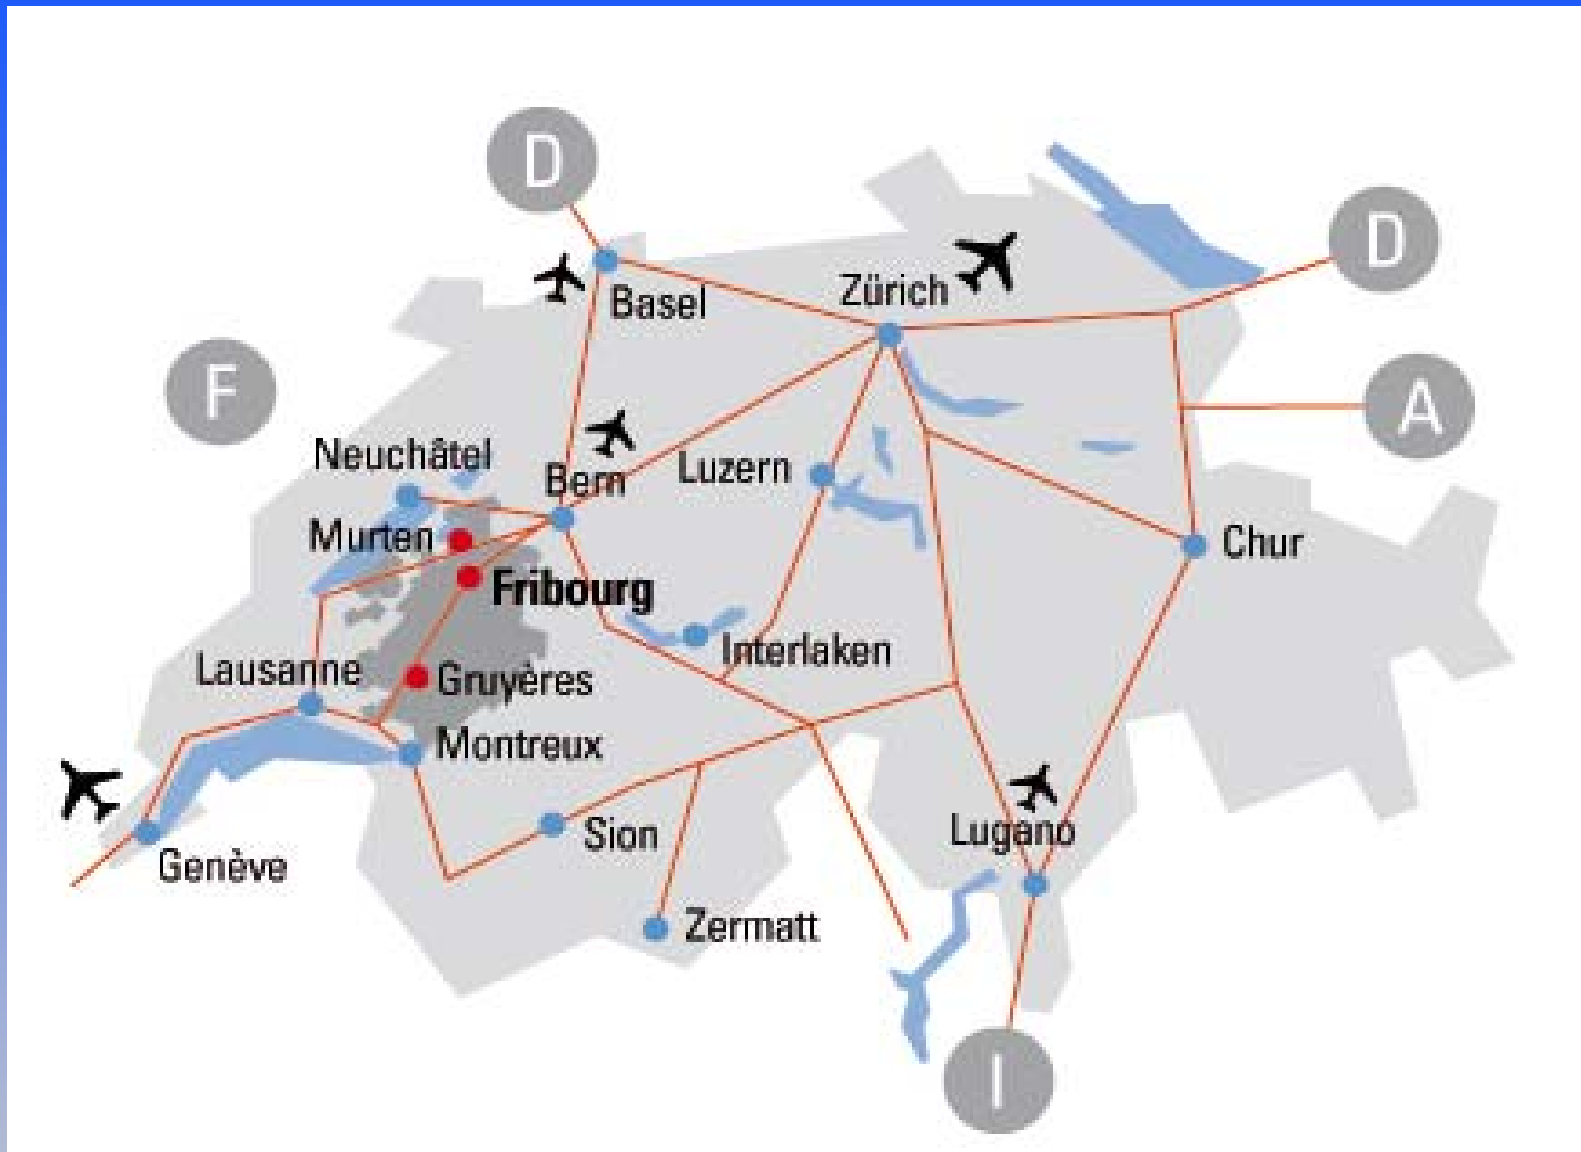 D
D
Zürich
Basel
F
A
Neuchâtel
Bern
Luzern
Murten
Chur
Fribourg
Interlaken
Lausanne
Gruyères
Montreux
Lugano
Sion
Genève
Zermatt
I